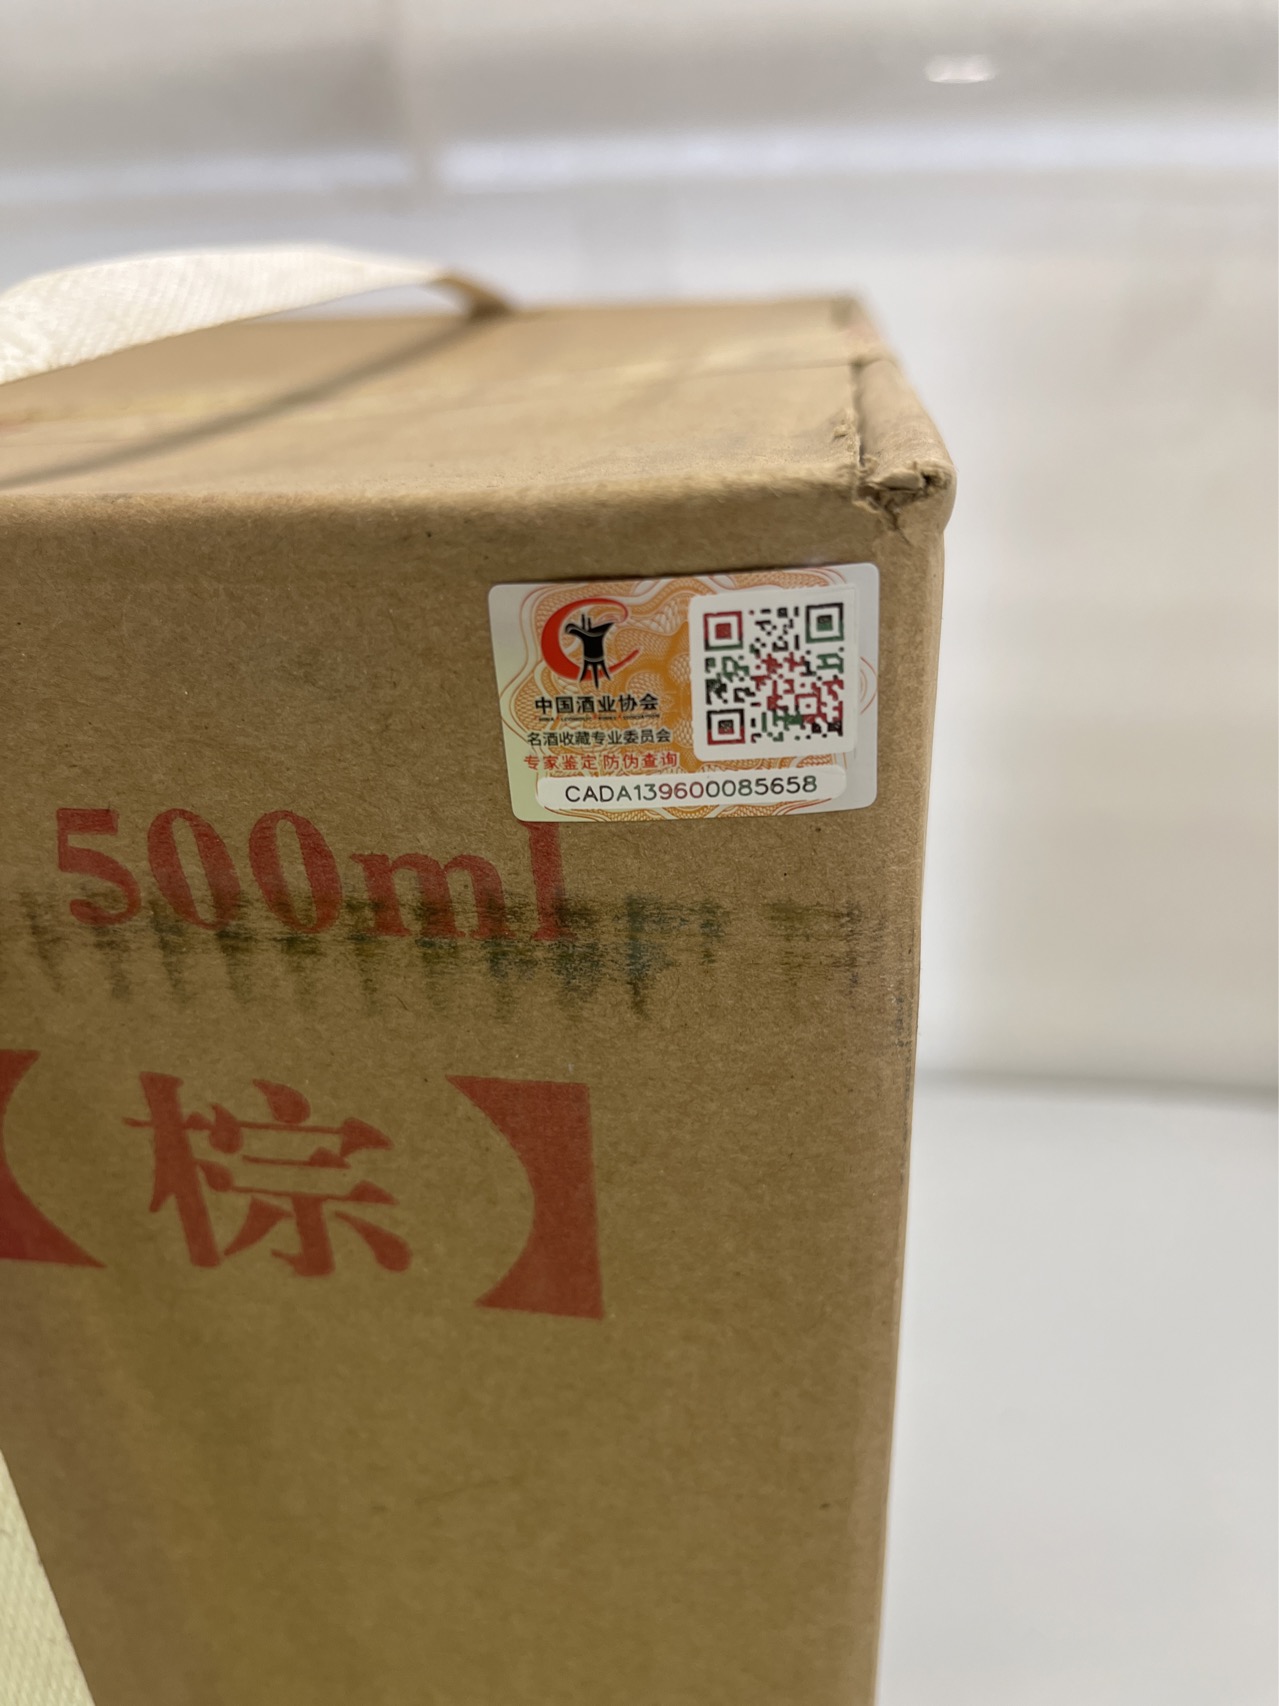 中国酒业协会
名酒收藏专业委员会
专家鉴定 防伪查询
CADA139600085658
500ml
【棕】